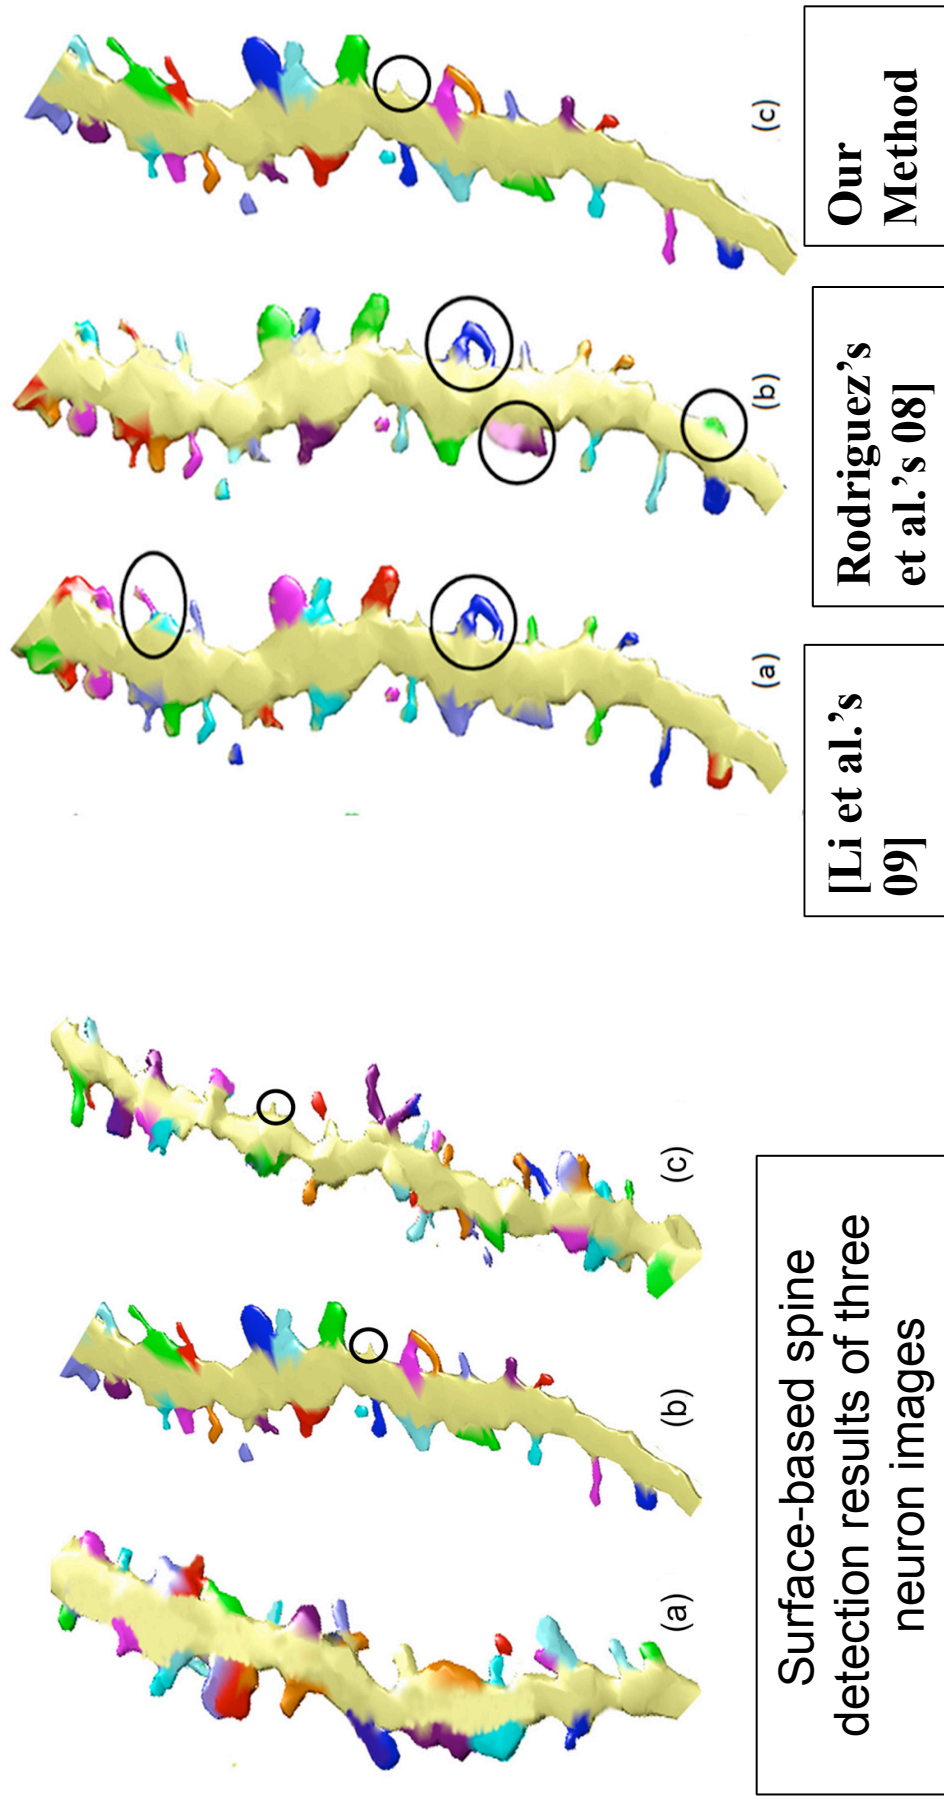 (a)
(b)
(c)
Surface-based spine
detection results of three
neuron images
(a)
(b)
(c)
[Li et al.'s
09]
Rodriguez's
et al.'s 08]
Our
Method